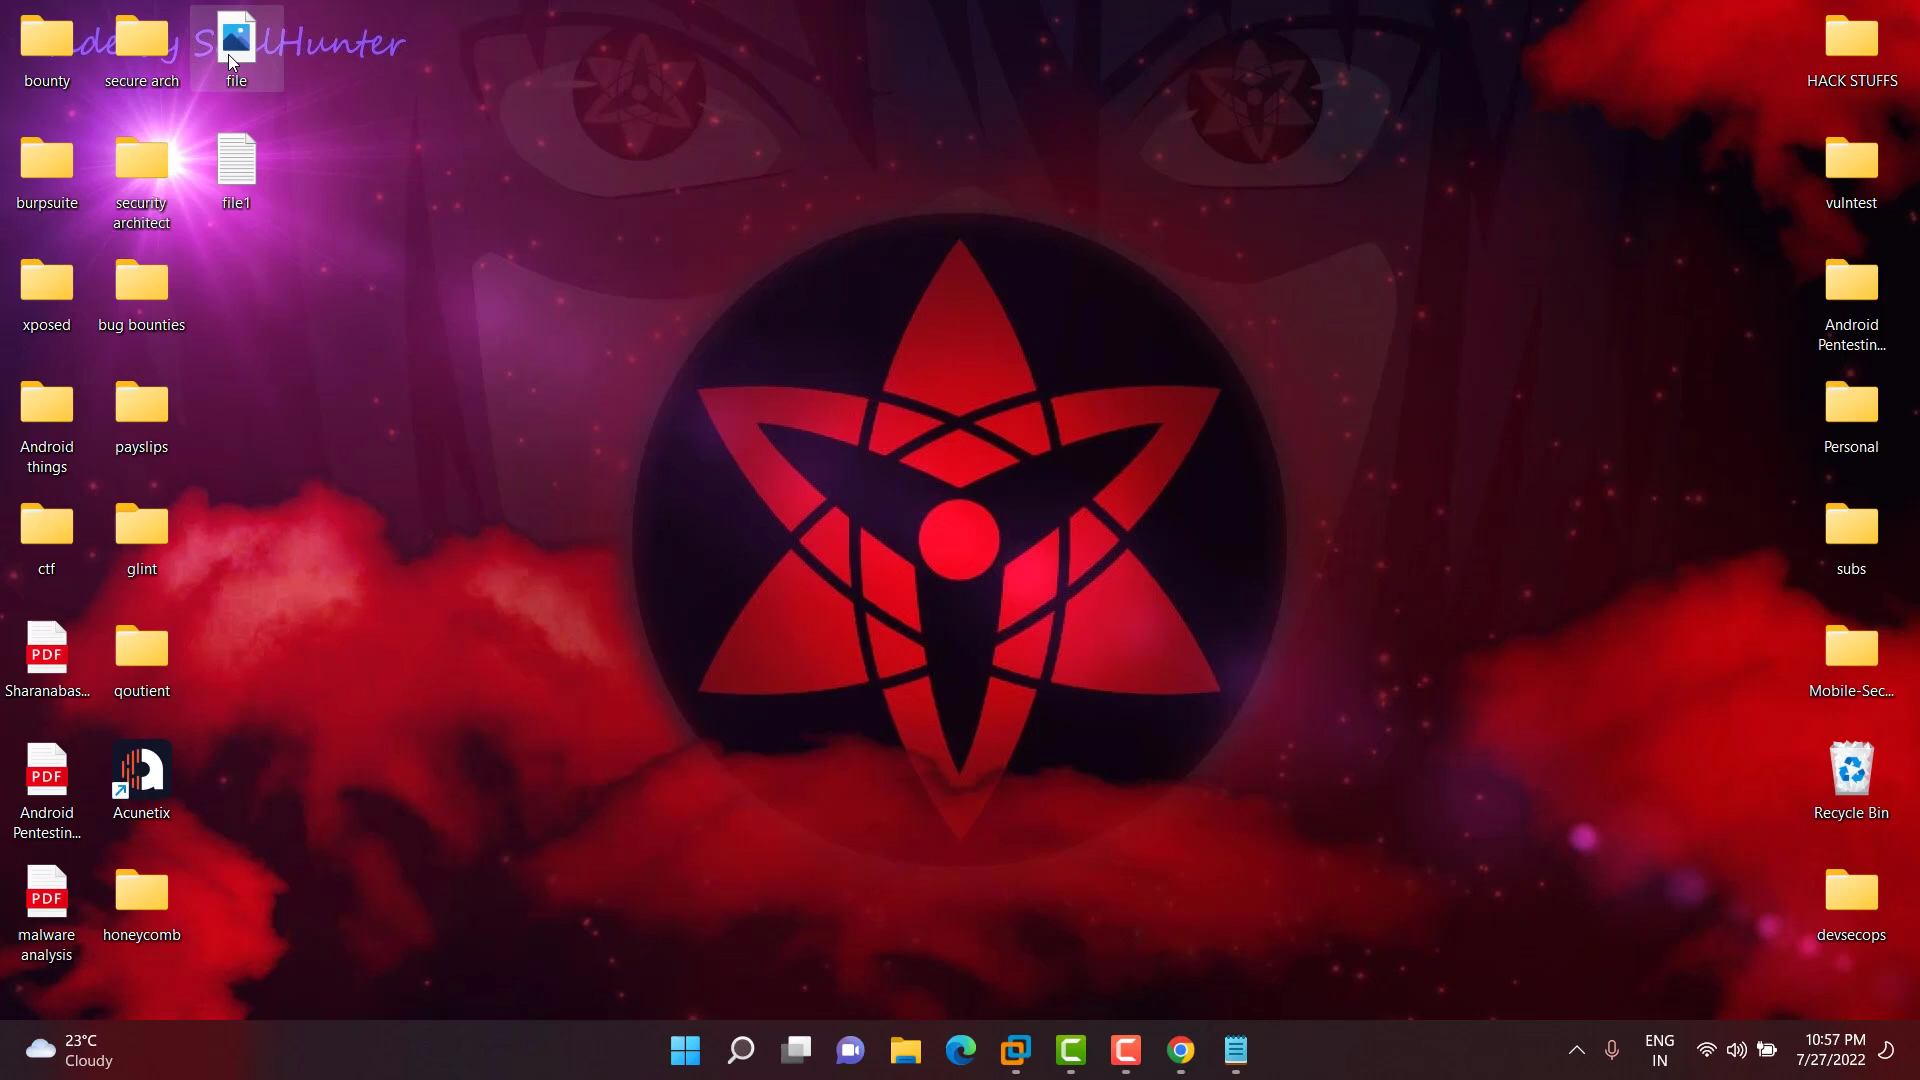 bounty
secure arch
file
HACK STUFFS
burpsuite
security
architect
file1
vulntest
xposed
bug bounties
Android
Pentestin...
Android
things
payslips
Personal
ctf
glint
subs
PDF
Sharanabas...
qoutient
Mobile-Sec...
PDF
Android
Pentestin...
Acunetix
Recycle Bin
PDF
malware
analysis
honeycomb
devsecops
23°C
Cloudy
ENG
IN
10:57 PM
7/27/2022